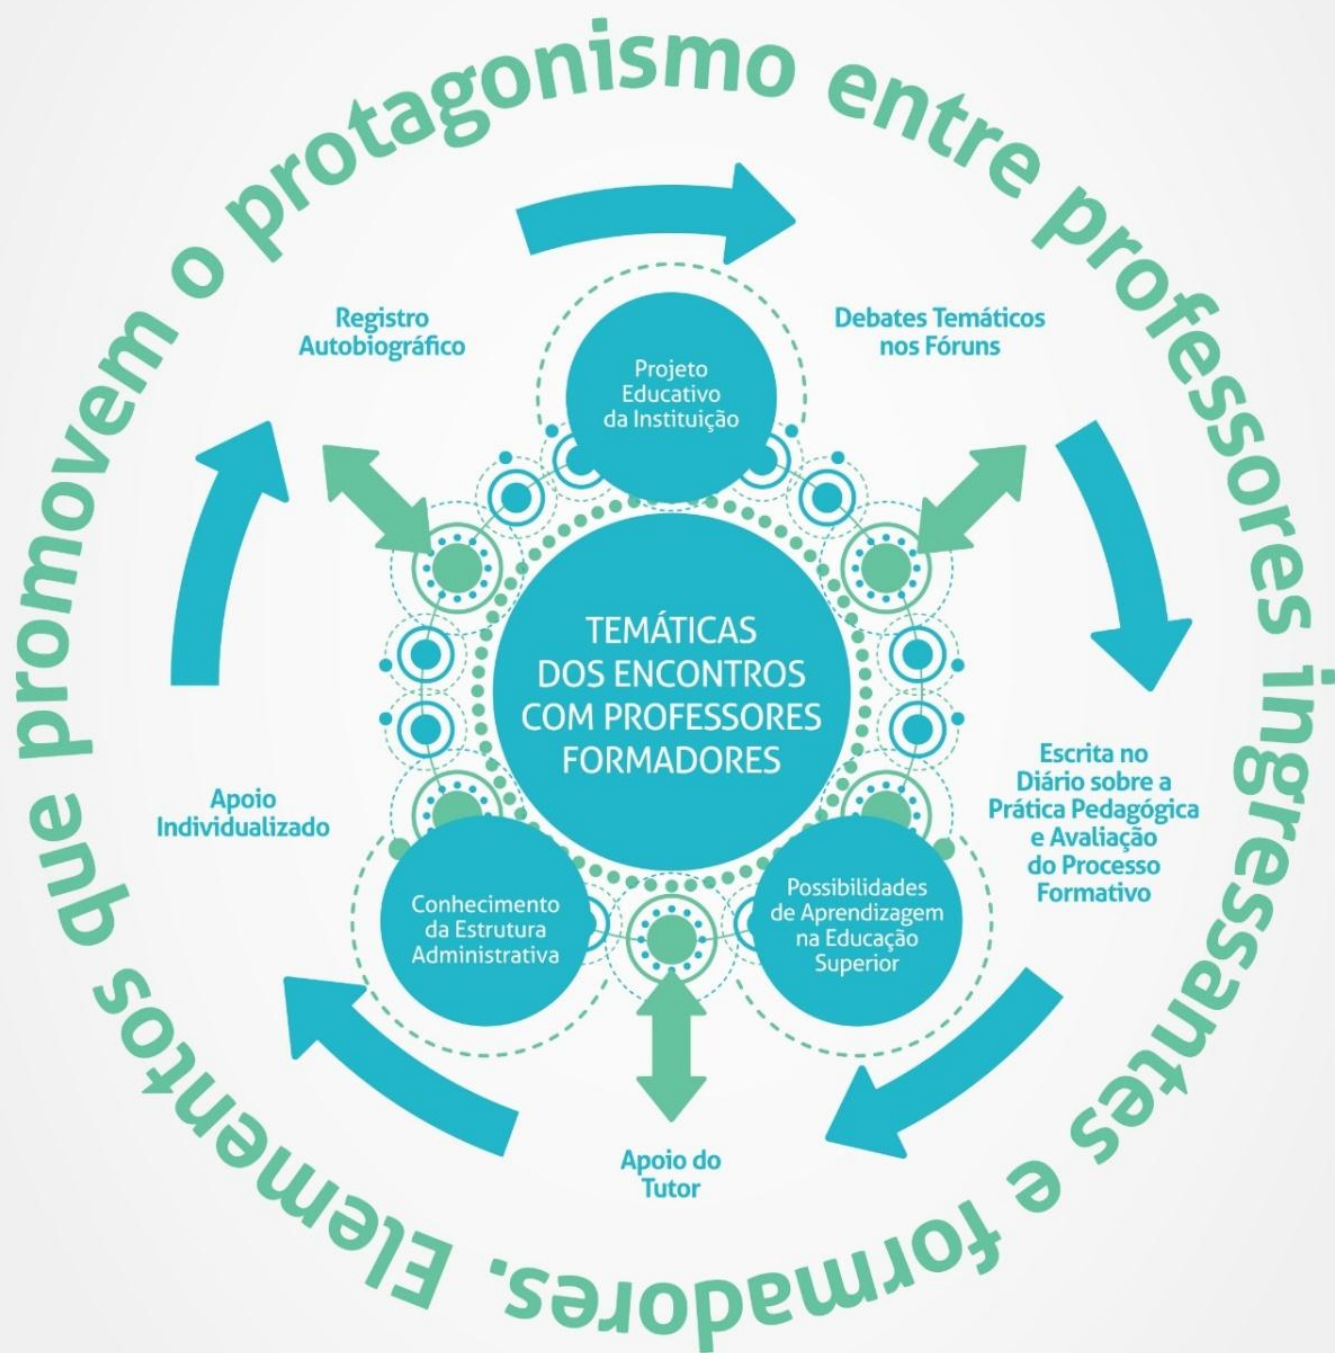 Elementos que promovem o protagonismo entre professores ingressantes e formadores.
Registro
Autobiográfico
Debates Temáticos
nos Fóruns
Projeto
Educativo
da Instituição
TEMÁTICAS
DOS ENCONTROS
COM PROFESSORES
FORMADORES
Escrita no
Diário sobre a
Prática Pedagógica
e Avaliação
do Processo
Formativo
Apoio
Individualizado
Conhecimento
da Estrutura
Administrativa
Possibilidades
de Aprendizagem
na Educação
Superior
Apoio do
Tutor